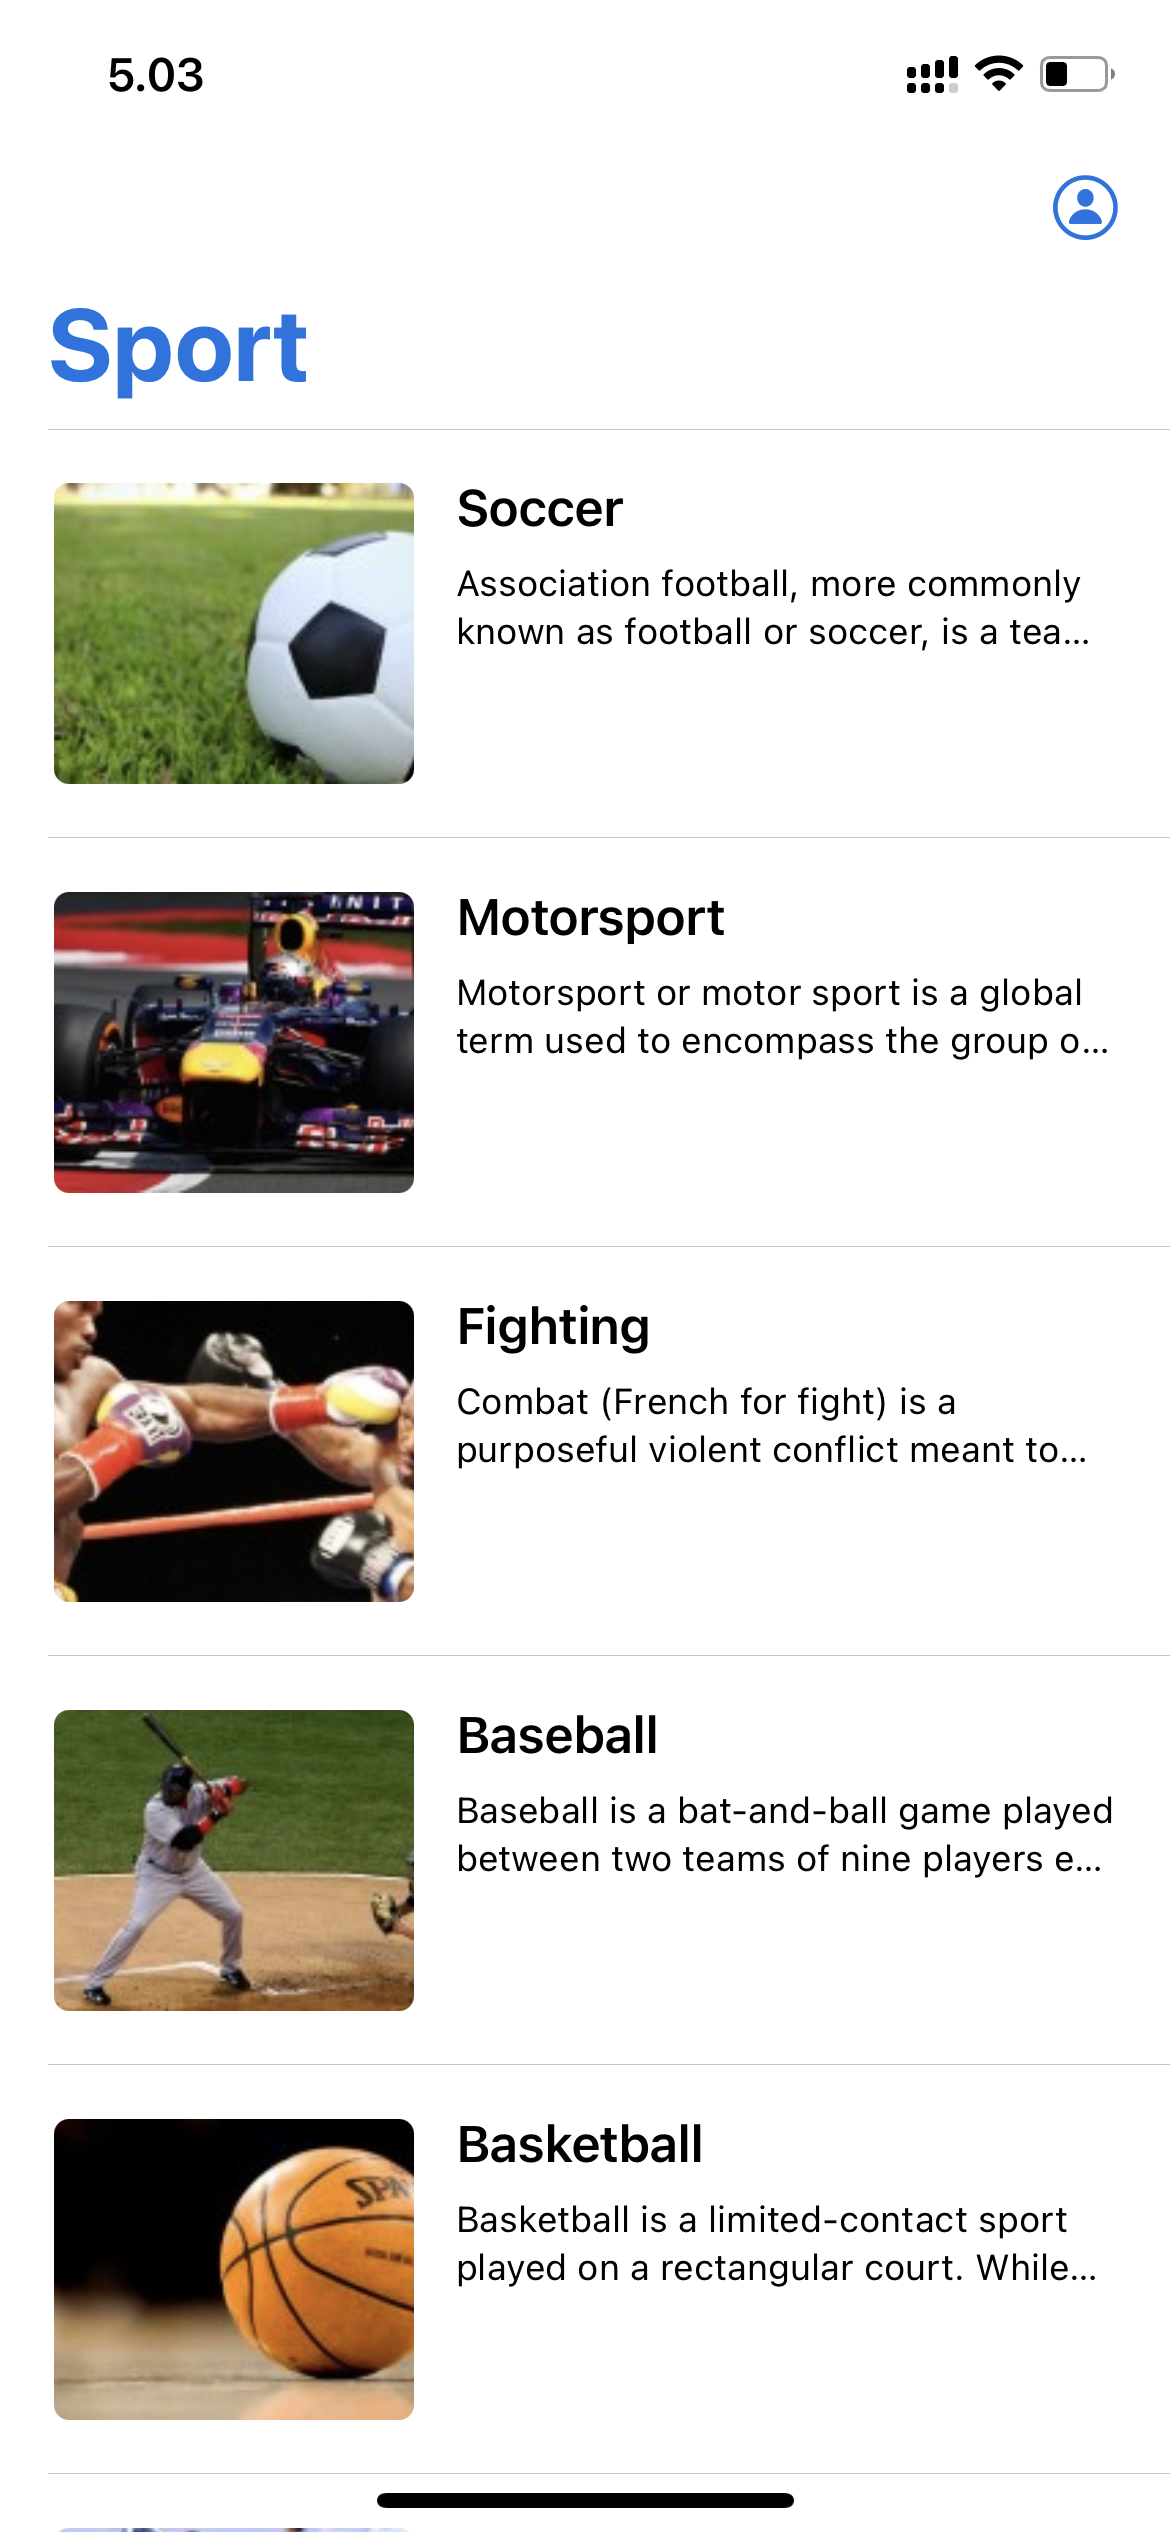 5.03
Sport
Soccer
Association football, more commonly
known as football or soccer, is a tea...
Motorsport
Motorsport or motor sport is a global
term used to encompass the group o...
Fighting
Combat (French for fight) is a
purposeful violent conflict meant to...
Baseball
Baseball is a bat-and-ball game played
between two teams of nine players e...
Basketball
Basketball is a limited-contact sport
played on a rectangular court. While...